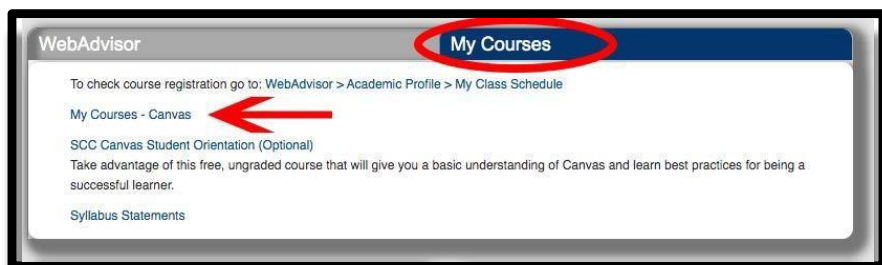 WebAdvisor My Courses
To check course registration go to: WebAdvisor > Academic Profile > My Class Schedule
My Courses - Canvas
SCC Canvas Student Orientation (Optional)
Take advantage of this free, ungraded course that will give you a basic understanding of Canvas and learn best practices for being a
successful learner.
Syllabus Statements